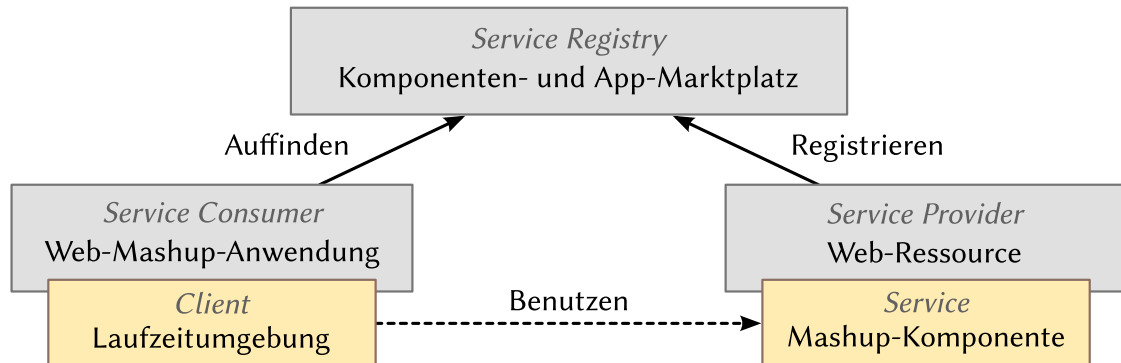 Service Registry
Komponenten- und App-Marktplatz
Auffinden
Registrieren
Service Consumer
Web-Mashup-Anwendung
Service Provider
Web-Ressource
Client
Laufzeitumgebung
Benutzen
Service
Mashup-Komponente